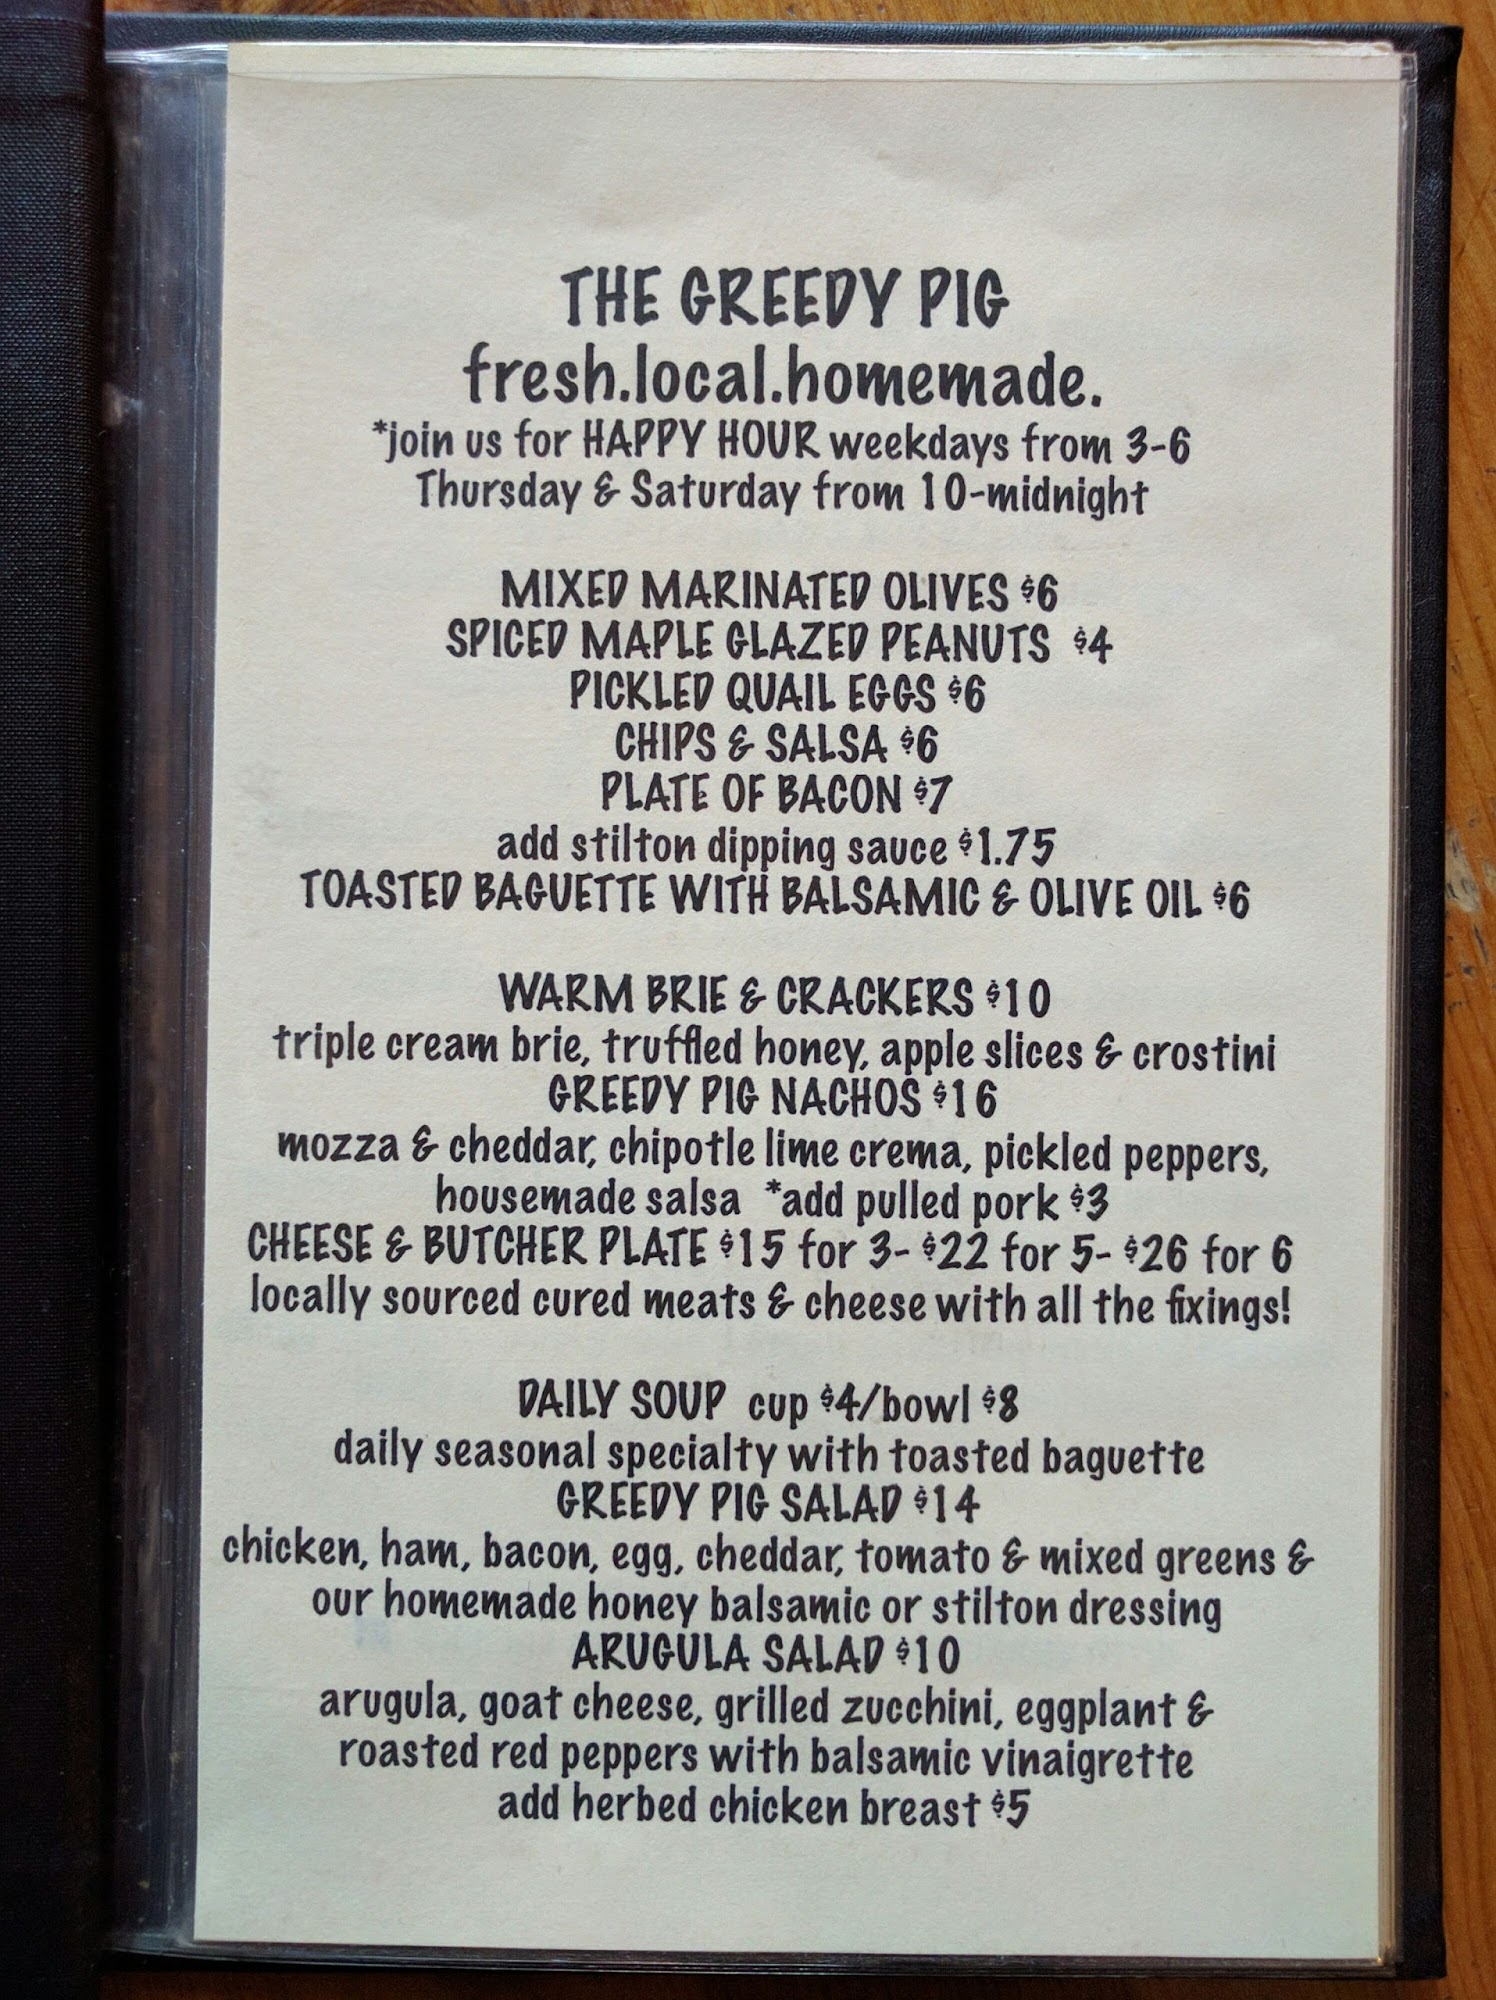 THE GREEDY PIG
fresh.local.homemade.
*join us for HAPPY HOUR weekdays from 3-6
Thursday & Saturday from 10-midnight
MIXED MARINATED OLIVES $6
SPICED MAPLE GLAZED PEANUTS $4
PICKLED QUAIL EGGS $6
CHIPS & SALSA $6
PLATE OF BACON $7
add stilton dipping sauce $1.75
TOASTED BAGUETTE WITH BALSAMIC & OLIVE OIL $6
WARM BRIE & CRACKERS $10
triple cream brie, truffled honey, apple slices & crostini
GREEDY PIG NACHOS $16
mozza & cheddar, chipotle lime crema, pickled peppers,
housemade salsa *add pulled pork $3
CHEESE & BUTCHER PLATE $15 for 3- $22 for 5- $26 for 6
locally sourced cured meats & cheese with all the fixings!
DAILY SOUP cup $4/bowl $8
daily seasonal specialty with toasted baguette
GREEDY PIG SALAD $14
chicken, ham, bacon, egg, cheddar, tomato & mixed greens &
our homemade honey balsamic or stilton dressing
ARUGULA SALAD $10
arugula, goat cheese, grilled zucchini, eggplant &
roasted red peppers with balsamic vinaigrette
add herbed chicken breast $5